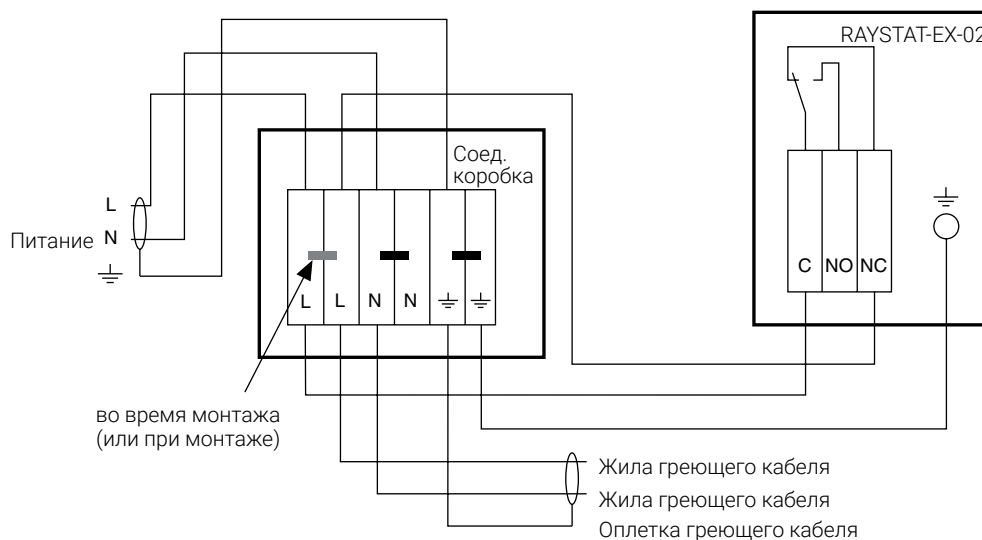 RAYSTAT-EX-02
Соед.
коробка
L
Питание N
C NO NC
L L N N
во время монтажа
(или при монтаже)
Жила греющего кабеля
Жила греющего кабеля
Оплетка греющего кабеля